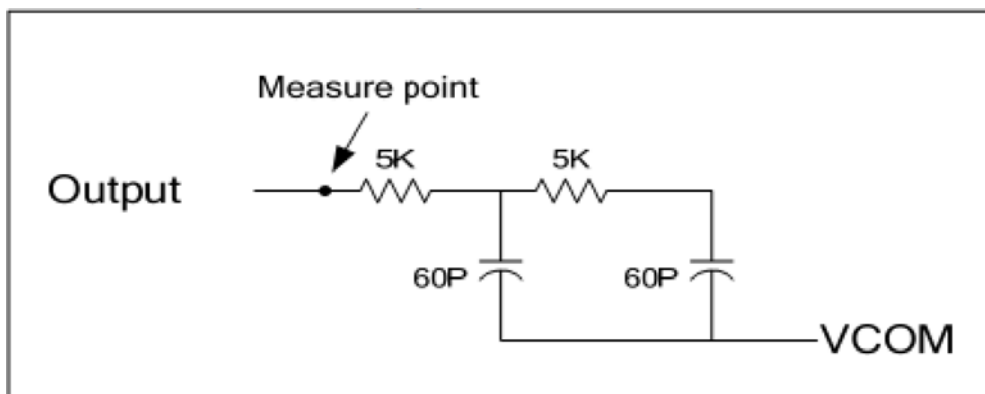 Measure point
5K
5K
Output
60P
60P
VCOM